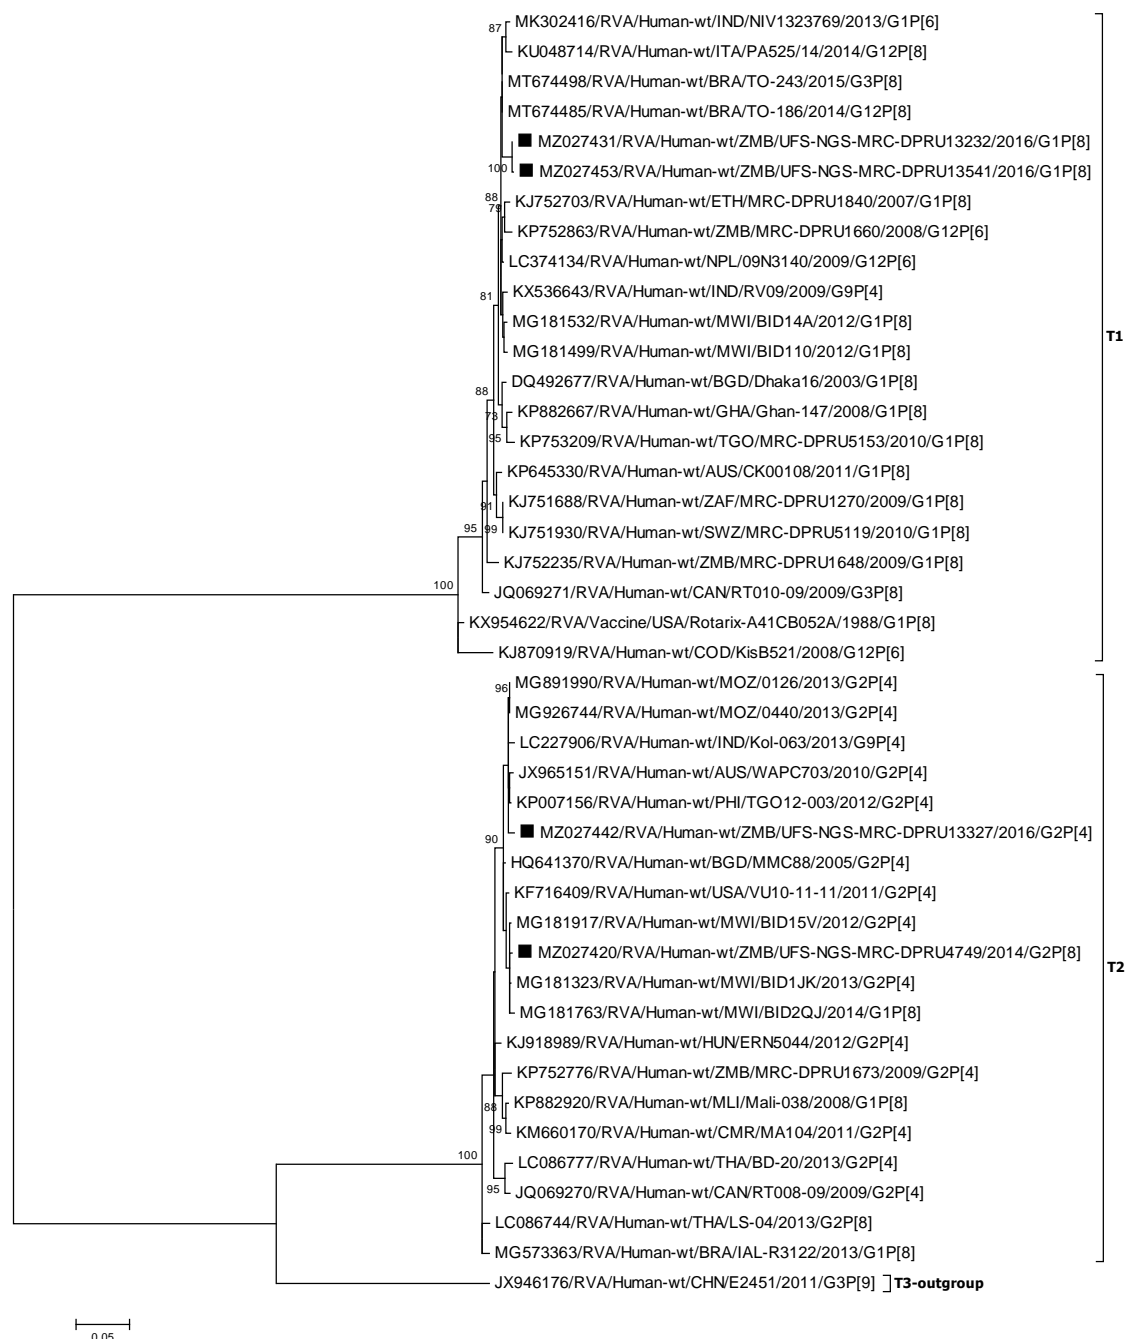 MK302416/RVA/Human-wt/IND/NIV1323769/2013/G1P[6]
87
KU048714/RVA/Human-wt/ITA/PA525/14/2014/G12P[8]
MT674498/RVA/Human-wt/BRA/TO-243/2015/G3P[8]
MT674485/RVA/Human-wt/BRA/TO-186/2014/G12P[8]
MZ027431/RVA/Human-wt/ZMB/UFS-NGS-MRC-DPRU13232/2016/G1P[8]
100
MZ027453/RVA/Human-wt/ZMB/UFS-NGS-MRC-DPRU13541/2016/G1P[8]
88
79
KJ752703/RVA/Human-wt/ETH/MRC-DPRU1840/2007/G1P[8]
KP752863/RVA/Human-wt/ZMB/MRC-DPRU1660/2008/G12P[6]
LC374134/RVA/Human-wt/NPL/09N3140/2009/G12P[6]
81
KX536643/RVA/Human-wt/IND/RV09/2009/G9P[4]
MG181532/RVA/Human-wt/MWI/BID14A/2012/G1P[8]
T1
MG181499/RVA/Human-wt/MWI/BID110/2012/G1P[8]
DQ492677/RVA/Human-wt/BGD/Dhaka16/2003/G1P[8]
88
KP882667/RVA/Human-wt/GHA/Ghan-147/2008/G1P[8]
73
95
KP753209/RVA/Human-wt/TGO/MRC-DPRU5153/2010/G1P[8]
KP645330/RVA/Human-wt/AUS/CK00108/2011/G1P[8]
91
KJ751688/RVA/Human-wt/ZAF/MRC-DPRU1270/2009/G1P[8]
95
99
KJ751930/RVA/Human-wt/SWZ/MRC-DPRU5119/2010/G1P[8]
KJ752235/RVA/Human-wt/ZMB/MRC-DPRU1648/2009/G1P[8]
100
JQ069271/RVA/Human-wt/CAN/RT010-09/2009/G3P[8]
KX954622/RVA/Vaccine/USA/Rotarix-A41CB052A/1988/G1P[8]
KJ870919/RVA/Human-wt/COD/KisB521/2008/G12P[6]
96
MG891990/RVA/Human-wt/MOZ/0126/2013/G2P[4]
MG926744/RVA/Human-wt/MOZ/0440/2013/G2P[4]
LC227906/RVA/Human-wt/IND/Kol-063/2013/G9P[4]
JX965151/RVA/Human-wt/AUS/WAPC703/2010/G2P[4]
KP007156/RVA/Human-wt/PHI/TGO12-003/2012/G2P[4]
90
MZ027442/RVA/Human-wt/ZMB/UFS-NGS-MRC-DPRU13327/2016/G2P[4]
HQ641370/RVA/Human-wt/BGD/MMC88/2005/G2P[4]
KF716409/RVA/Human-wt/USA/VU10-11-11/2011/G2P[4]
MG181917/RVA/Human-wt/MWI/BID15V/2012/G2P[4]
MZ027420/RVA/Human-wt/ZMB/UFS-NGS-MRC-DPRU4749/2014/G2P[8]
T2
MG181323/RVA/Human-wt/MWI/BID1JK/2013/G2P[4]
MG181763/RVA/Human-wt/MWI/BID2QJ/2014/G1P[8]
KJ918989/RVA/Human-wt/HUN/ERN5044/2012/G2P[4]
KP752776/RVA/Human-wt/ZMB/MRC-DPRU1673/2009/G2P[4]
88
KP882920/RVA/Human-wt/MLI/Mali-038/2008/G1P[8]
99
KM660170/RVA/Human-wt/CMR/MA104/2011/G2P[4]
100
LC086777/RVA/Human-wt/THA/BD-20/2013/G2P[4]
95
JQ069270/RVA/Human-wt/CAN/RT008-09/2009/G2P[4]
LC086744/RVA/Human-wt/THA/LS-04/2013/G2P[8]
MG573363/RVA/Human-wt/BRA/IAL-R3122/2013/G1P[8]
JX946176/RVA/Human-wt/CHN/E2451/2011/G3P[9] T3-outgroup
0.05